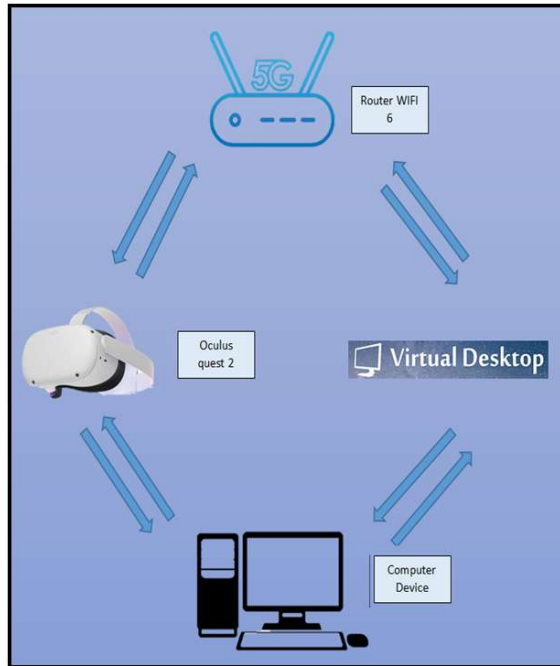 5G
Router WIFI
6
Oculus
quest 2
Virtual Desktop
Computer
Device